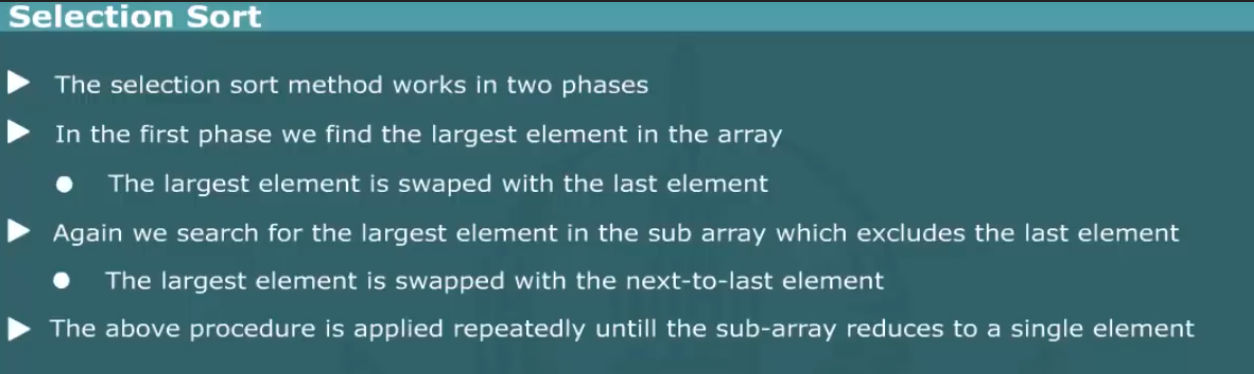 Selection Sort
The selection sort method works in two phases
In the first phase we find the largest element in the array
The largest element is swaped with the last element
Again we search for the largest element in the sub array which excludes the last element
The largest element is swapped with the next-to-last element
The above procedure is applied repeatedly untill the sub-array reduces to a single element